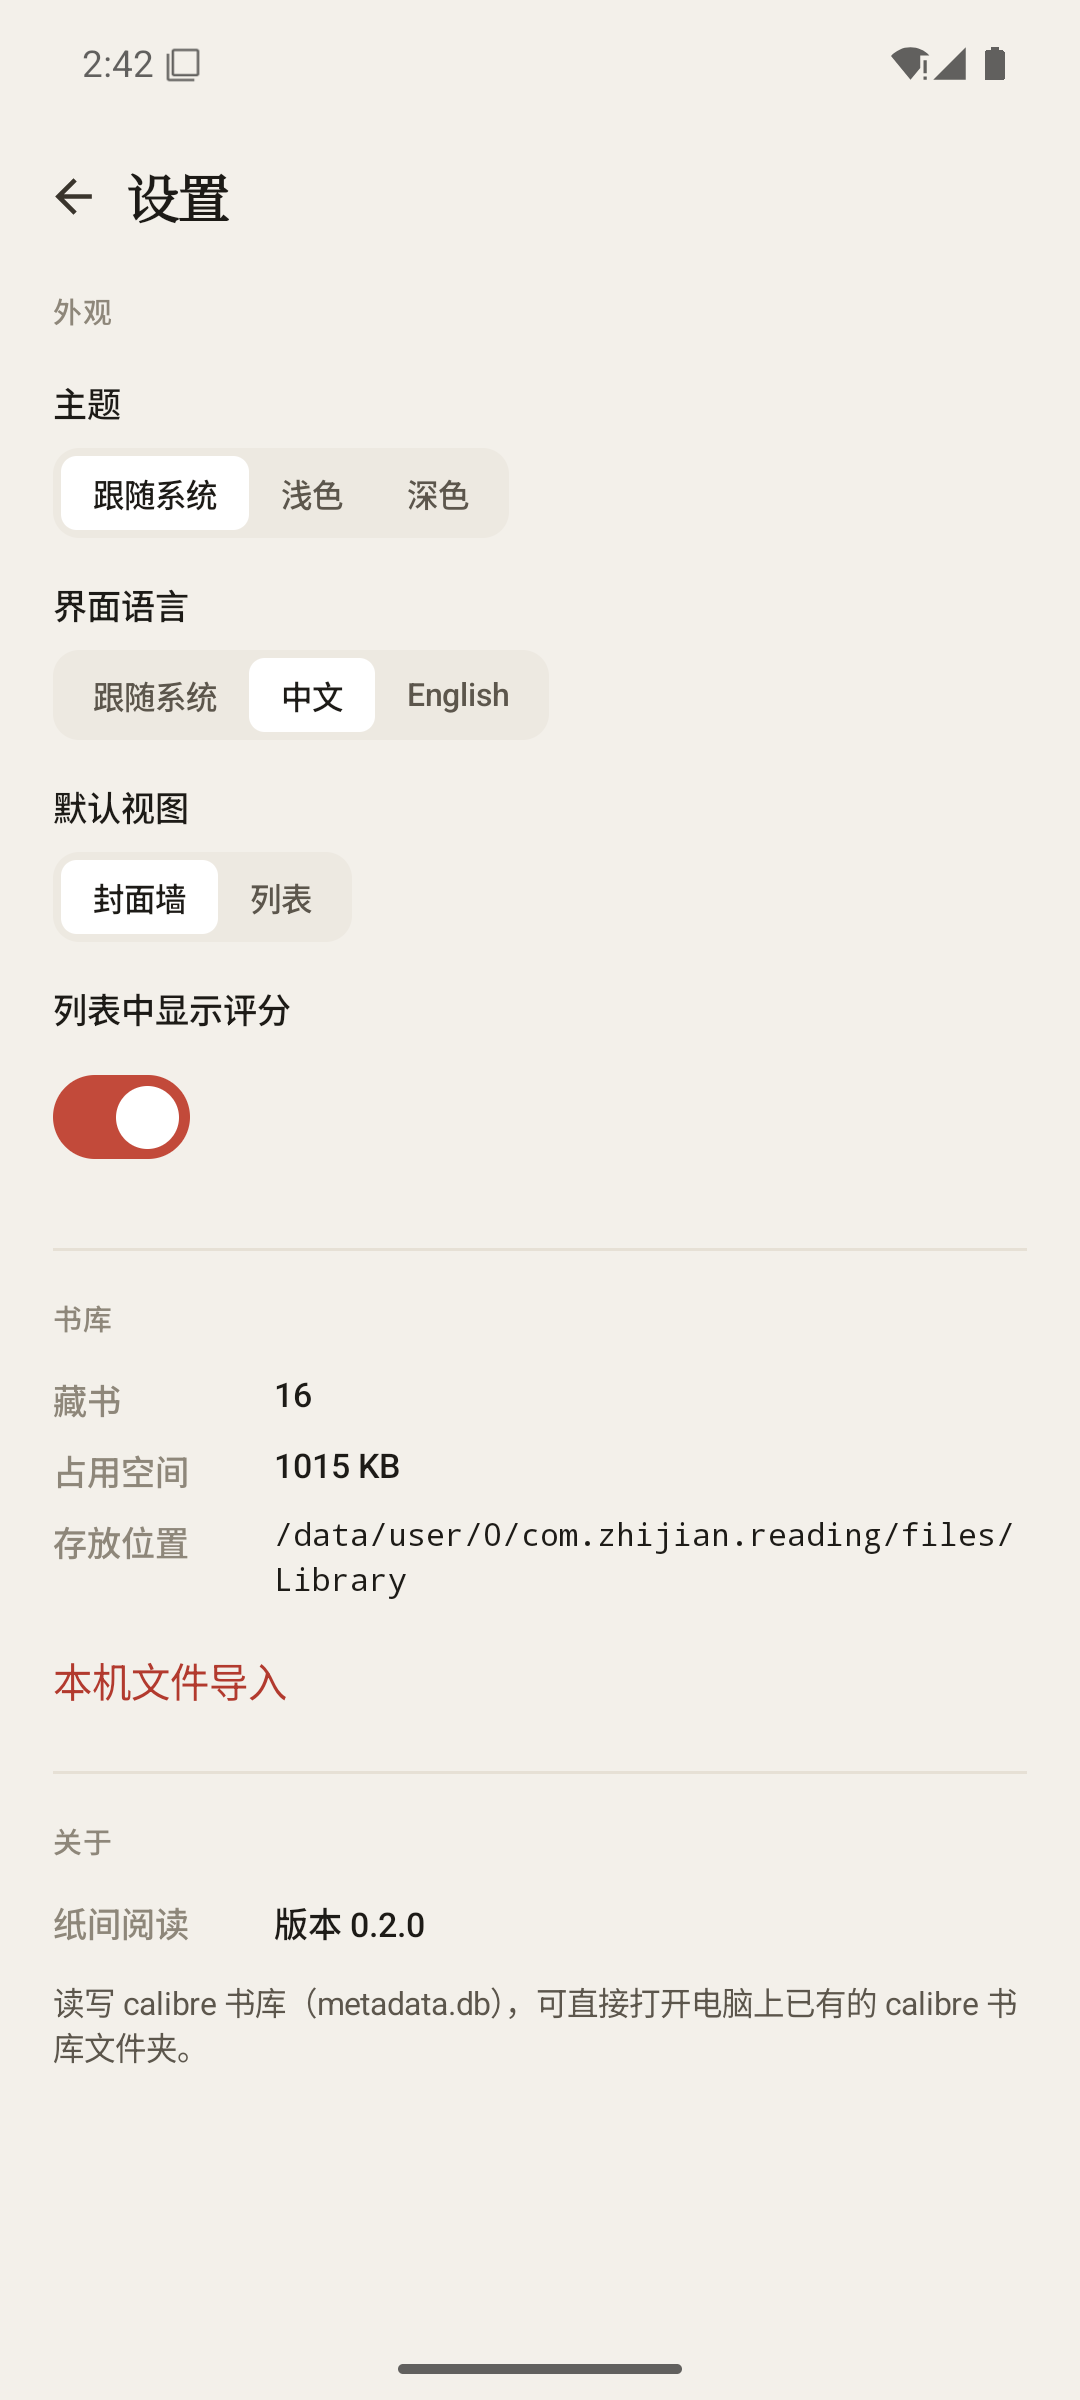 2:42
设置
外观
主题
跟随系统 浅色 深色
界面语言
跟随系统 中文 English
默认视图
封面墙 列表
列表中显示评分
书库
藏书 16
占用空间 1015 KB
存放位置 /data/user/0/com.zhijian.reading/files/
Library
本机文件导入
关于
纸间阅读 版本 0.2.0
读写 calibre 书库（metadata.db），可直接打开电脑上已有的 calibre 书
库文件夹。